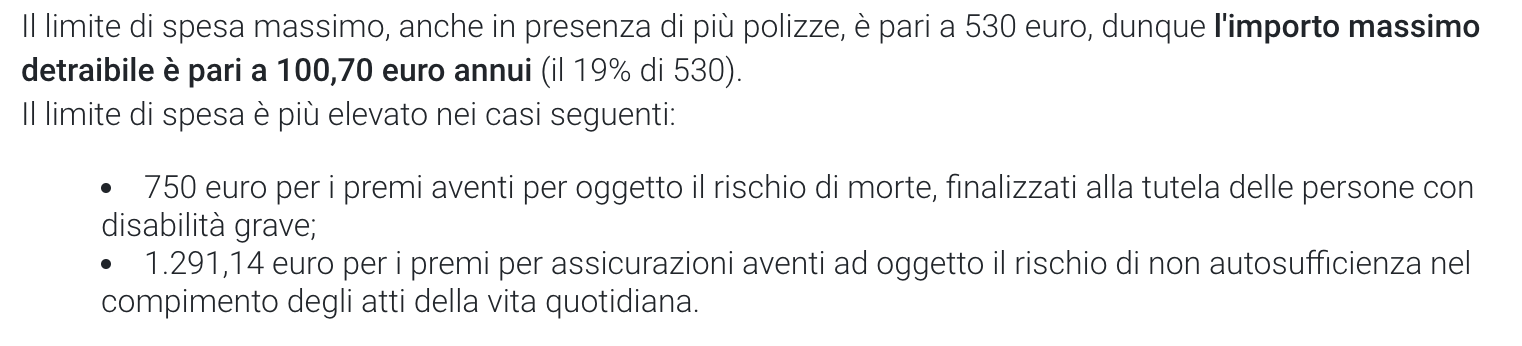 Il limite di spesa massimo, anche in presenza di più polizze, è pari a 530 euro, dunque l'importo massimo
detraibile è pari a 100,70 euro annui (il 19% di 530).
Il limite di spesa è più elevato nei casi seguenti:
• 750 euro per i premi aventi per oggetto il rischio di morte, finalizzati alla tutela delle persone con
disabilità grave;
• 1.291,14 euro per i premi per assicurazioni aventi ad oggetto il rischio di non autosufficienza nel
compimento degli atti della vita quotidiana.